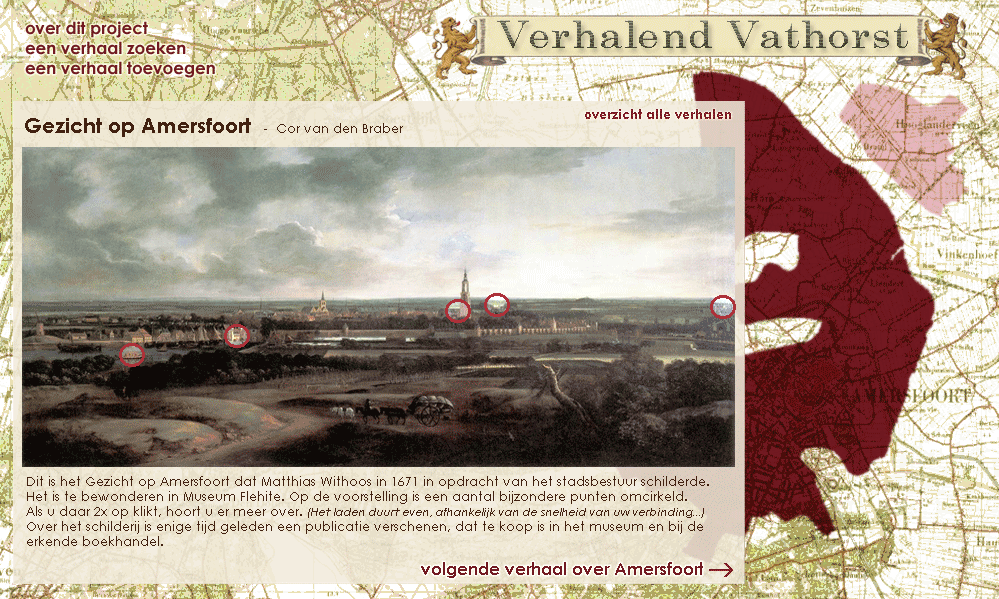 over dit project
een verhaal zoeken
een verhaal toevoegen
Verhalend Vathorst
Zevenhuizen
overzicht alle verhalen
Gezicht op Amersfoort - Cor van den Braber
Vinkenhoef
AMERSFOORT
Dit is het Gezicht op Amersfoort dat Matthias Withoos in 1671 in opdracht van het stadsbestuur schilderde.
Het is te bewonderen in Museum Flehite. Op de voorstelling is een aantal bijzondere punten omcirkeld.
Als u daar 2x op klikt, hoort u er meer over. (Het laden duurt even, afhankelijk van de snelheid van uw verbinding...)
Over het schilderij is enige tijd geleden een publicatie verschenen, dat te koop is in het museum en bij de
erkende boekhandel.
volgende verhaal over Amersfoort →